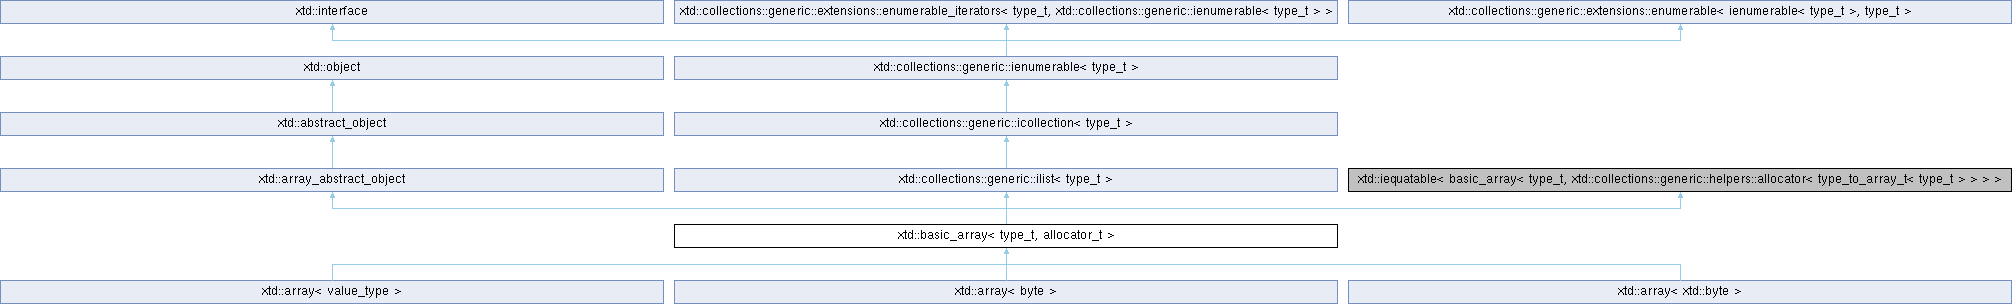 xtd::interface
xtd::collections::generic::extensions::enumerable_iterators< type_t, xtd::collections::generic::ienumerable< type_t > >
xtd::collections::generic::extensions::enumerable< ienumerable< type_t >, type_t >
xtd::object
xtd::collections::generic::ienumerable< type_t >
xtd::abstract_object
xtd::collections::generic::icollection< type_t >
xtd::array_abstract_object
xtd::collections::generic::ilist< type_t >
xtd::iequatable< basic_array< type_t, xtd::collections::generic::helpers::allocator< type_to_array_t< type_t > > > >
xtd::basic_array< type_t, allocator_t >
xtd::array< value_type >
xtd::array< byte >
xtd::array< xtd::byte >